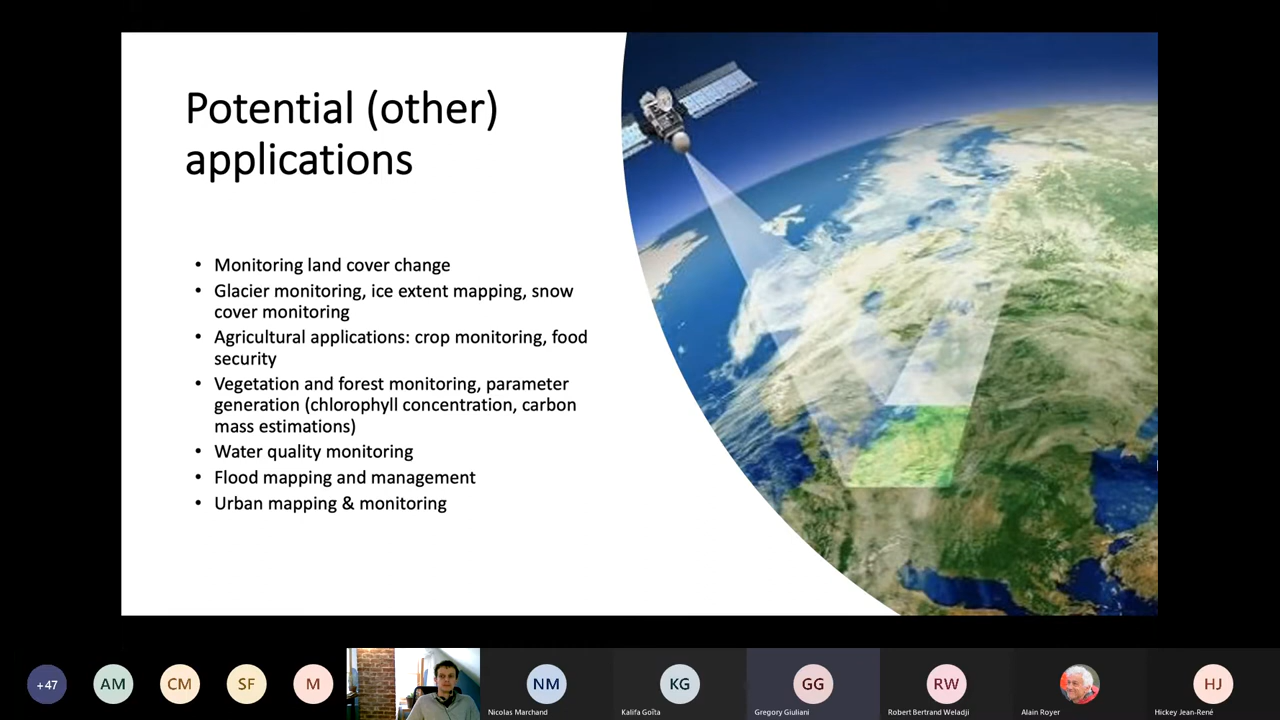 Potential (other)
applications
• Monitoring land cover change
• Glacier monitoring, ice extent mapping, snow
cover monitoring
• Agricultural applications: crop monitoring, food
security
• Vegetation and forest monitoring, parameter
generation (chlorophyll concentration, carbon
mass estimations)
• Water quality monitoring
• Flood mapping and management
• Urban mapping & monitoring
+47
AM
CM
SF
M
NM
KG
GG
RW
HJ
Nicolas Marchand
Kalifa Goïta
Gregory Giuliani
Robert Bertrand Weladji
Alain Royer
Hickey Jean-René